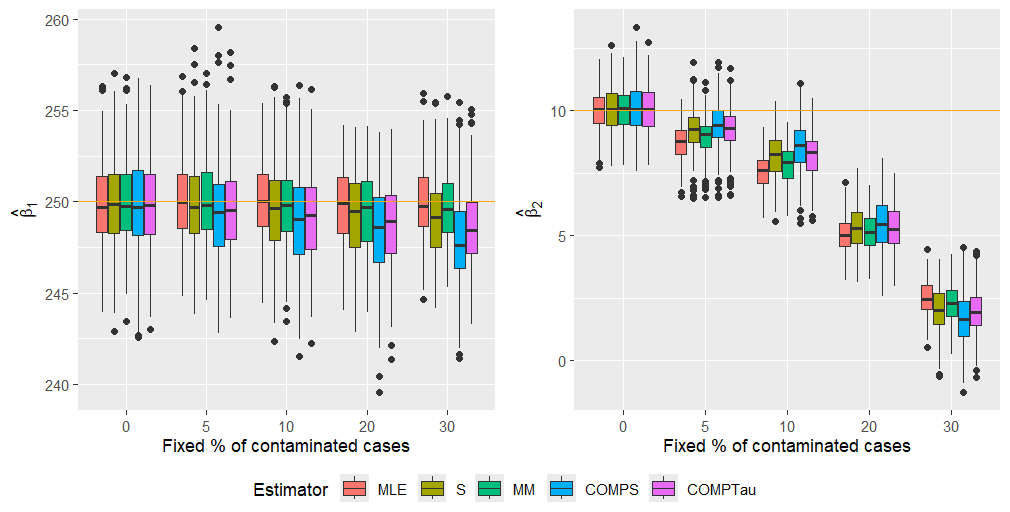 260
255
250
245
240
β̂1
0 5 10 20 30
Fixed % of contaminated cases
10
5
0
β̂2
0 5 10 20 30
Fixed % of contaminated cases
Estimator MLE S MM COMPS COMPTau